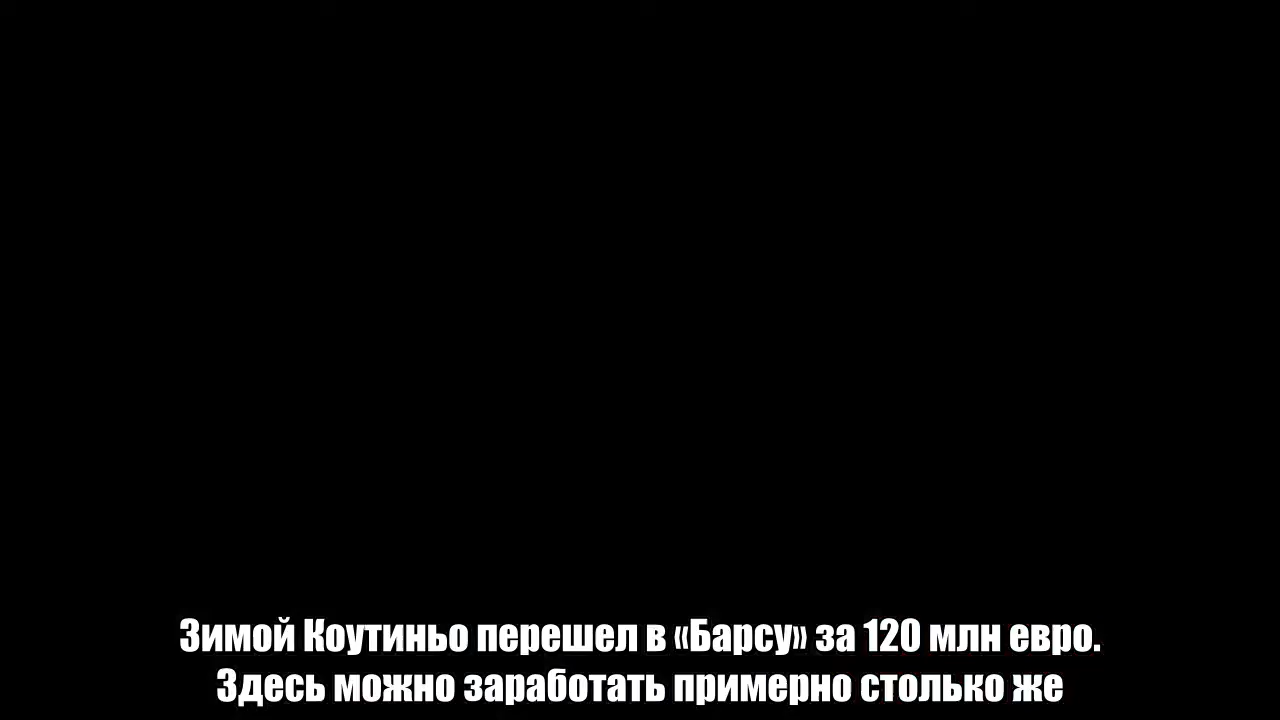 Зимой Коутиньо перешел в «Барсу» за 120 млн евро.
Здесь можно заработать примерно столько же